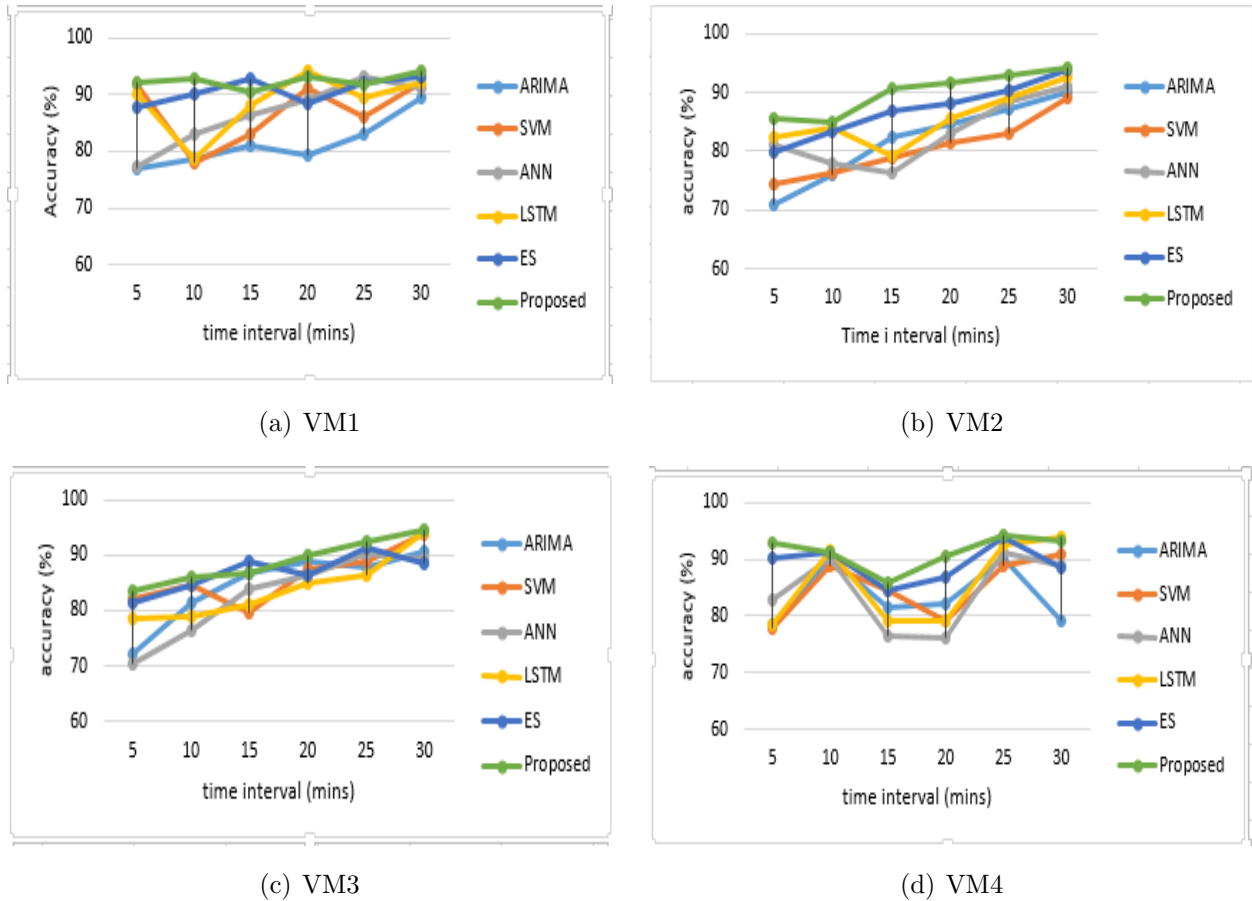 100
90
80
70
60
Accuracy (%)
5 10 15 20 25 30
time interval (mins)
ARIMA
SVM
ANN
LSTM
ES
Proposed
(a) VM1
100
90
80
70
60
accuracy (%)
5 10 15 20 25 30
Time i nterval (mins)
ARIMA
SVM
ANN
LSTM
ES
Proposed
(b) VM2
100
90
80
70
60
accuracy (%)
5 10 15 20 25 30
time interval (mins)
ARIMA
SVM
ANN
LSTM
ES
Proposed
(c) VM3
100
90
80
70
60
accuracy (%)
5 10 15 20 25 30
time interval (mins)
ARIMA
SVM
ANN
LSTM
ES
Proposed
(d) VM4